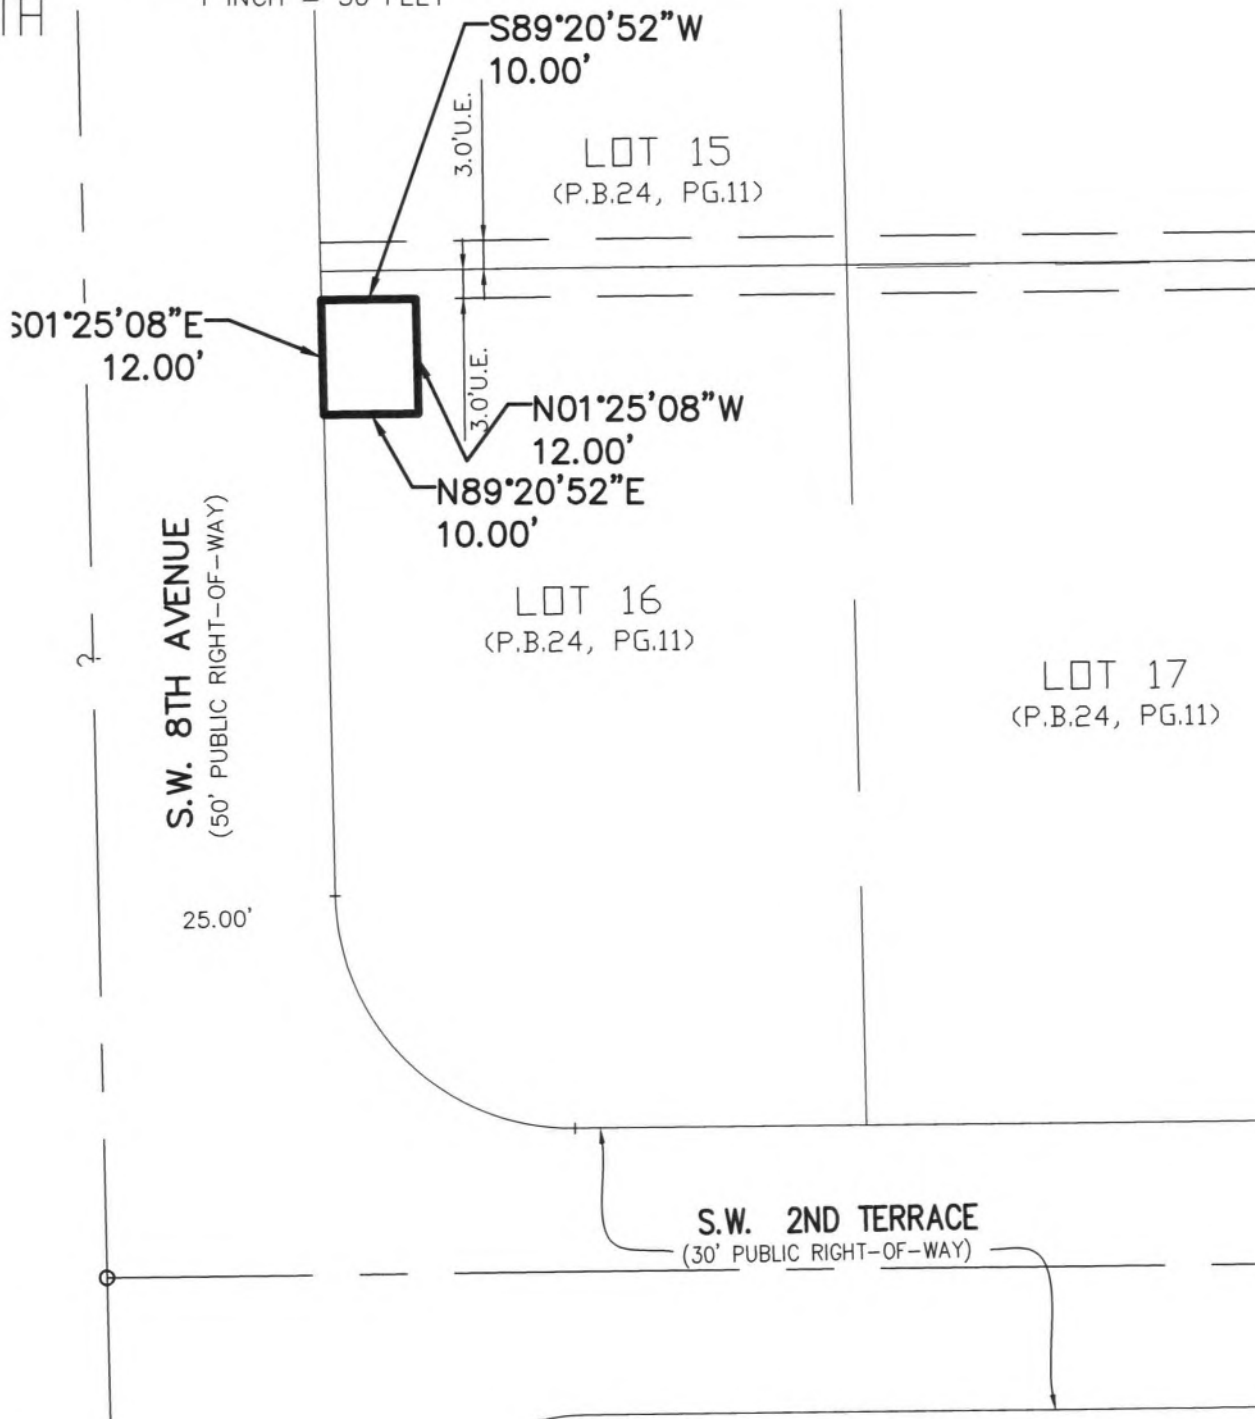 S89°20'52"W
10.00'
3.0'U.E.
LOT 15
(P.B.24, PG.11)
S01°25'08"E
12.00'
3.0'U.E.
N01°25'08"W
12.00'
N89°20'52"E
10.00'
S.W. 8TH AVENUE
(50' PUBLIC RIGHT-OF-WAY)
LOT 16
(P.B.24, PG.11)
LOT 17
(P.B.24, PG.11)
25.00'
S.W. 2ND TERRACE
(30' PUBLIC RIGHT-OF-WAY)